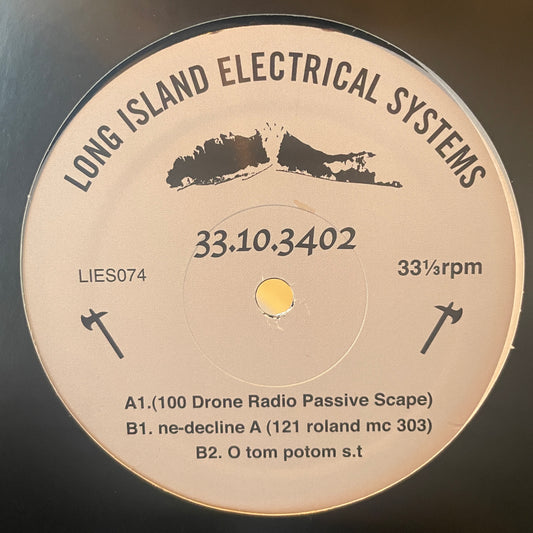 LONG ISLAND ELECTRICAL SYSTEMS
33.10.3402
LIES074
33⅓rpm
A1.(100 Drone Radio Passive Scape)
B1. ne-decline A (121 roland mc 303)
B2. O tom potom s.t